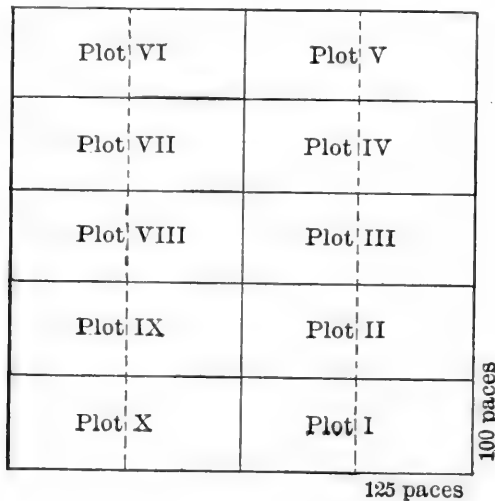 Plot VI Plot V
Plot VII Plot IV
Plot VIII Plot III
Plot IX Plot II
Plot X Plot I
100 paces
125 paces